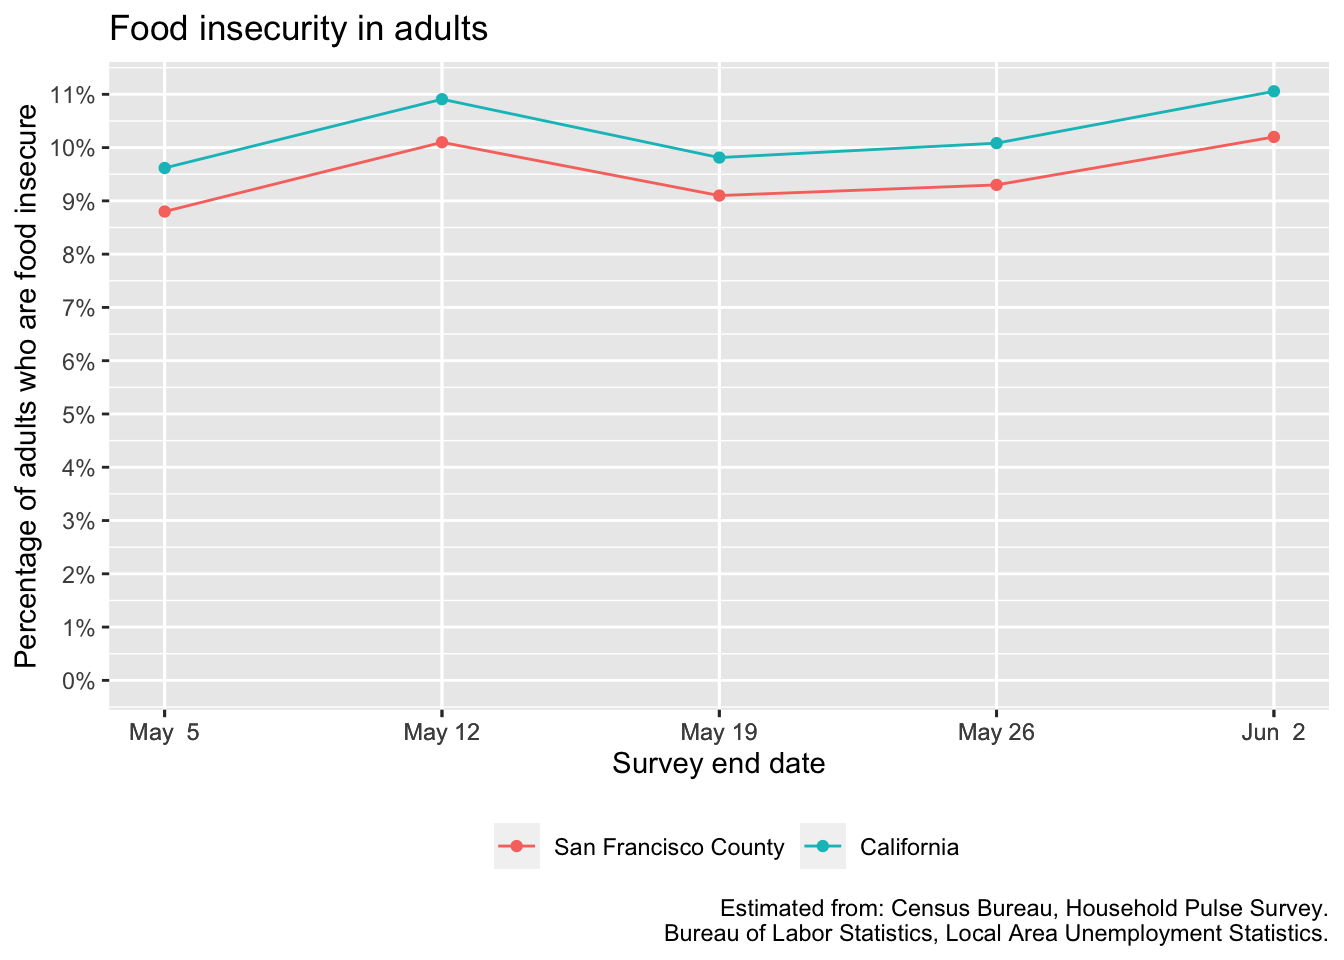 Food insecurity in adults
Percentage of adults who are food insecure
11%
10%
9%
8%
7%
6%
5%
4%
3%
2%
1%
0%
May  5
May 12
May 19
May 26
Jun  2
Survey end date
San Francisco County
California
Estimated from: Census Bureau, Household Pulse Survey.
Bureau of Labor Statistics, Local Area Unemployment Statistics.